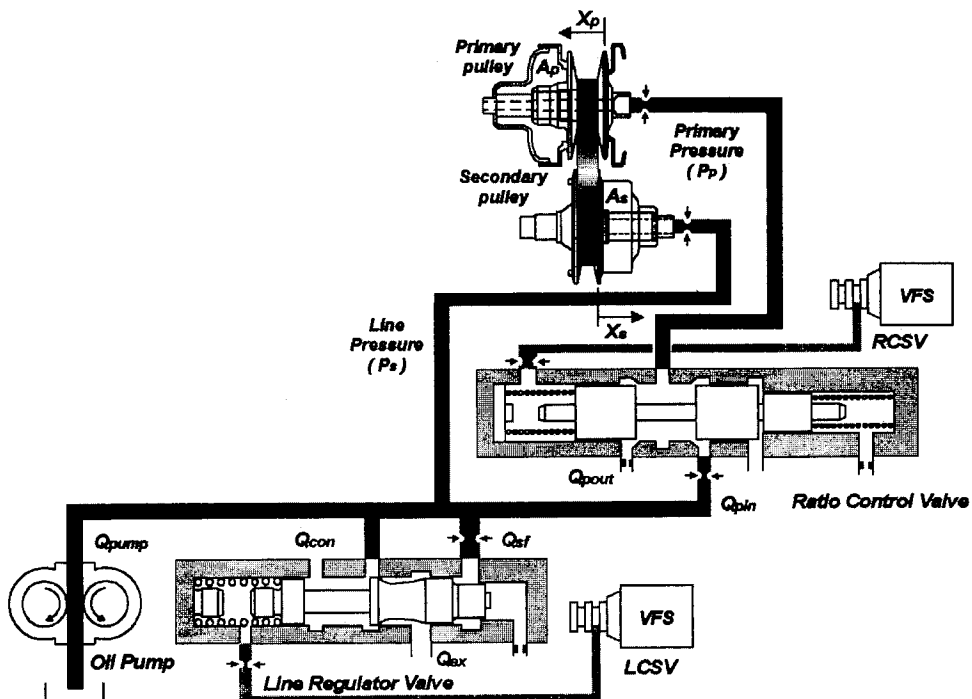 Xp
Primary
pulley
Ap
Primary
Pressure
( Pp )
Secondary
pulley
As
VFS
RCSV
Line
Pressure
( Ps )
Xs
Qpout
Qpin
Ratio Control Valve
Qpump
Qcon
Qsf
VFS
Oil Pump
Qex
Line Regulator Valve
LCSV